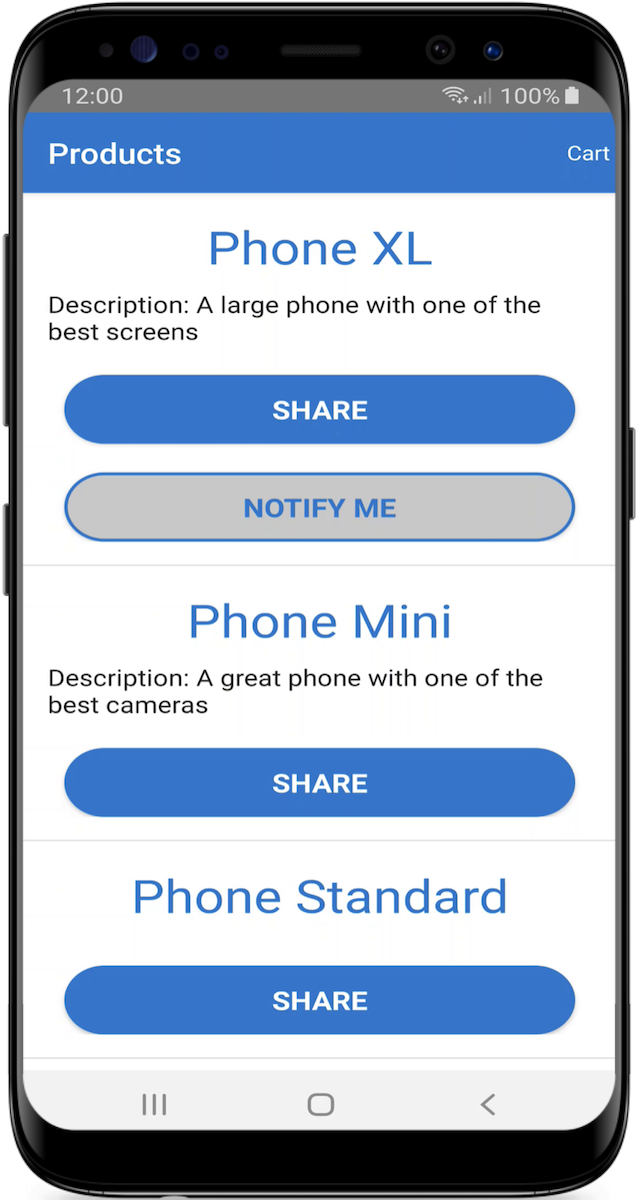 12:00 100%
Products Cart
Phone XL
Description: A large phone with one of the
best screens
SHARE
NOTIFY ME
Phone Mini
Description: A great phone with one of the
best cameras
SHARE
Phone Standard
SHARE